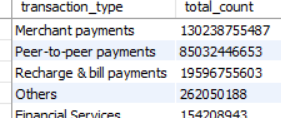 transaction_type total_count
Merchant payments 130238755487
Peer-to-peer payments 85032446653
Recharge & bill payments 19596755603
Others 262050188
Financial Services 154208943